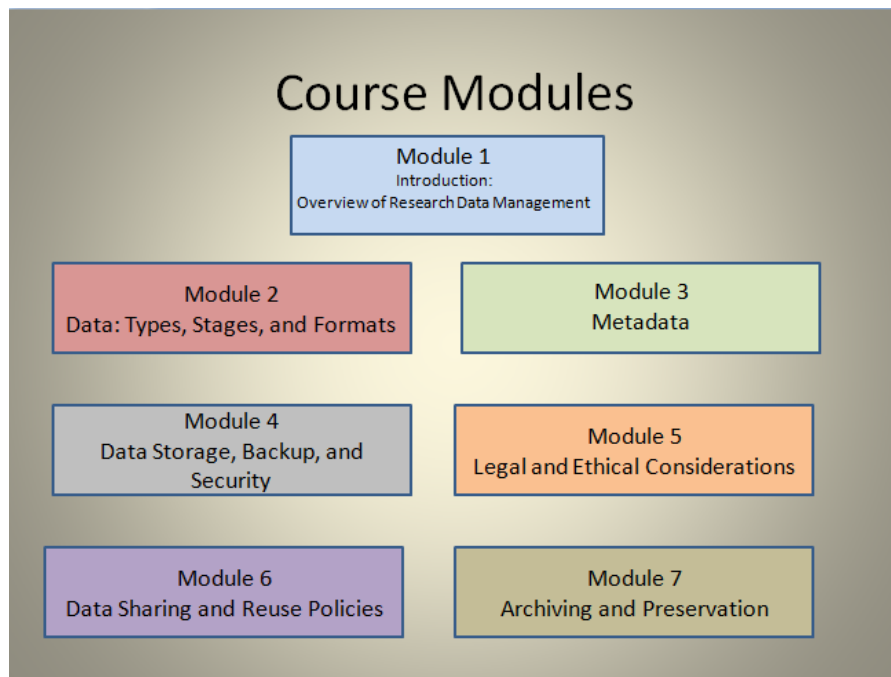 Course Modules
Module 1
Introduction:
Overview of Research Data Management
Module 2
Data: Types, Stages, and Formats
Module 3
Metadata
Module 4
Data Storage, Backup, and
Security
Module 5
Legal and Ethical Considerations
Module 6
Data Sharing and Reuse Policies
Module 7
Archiving and Preservation